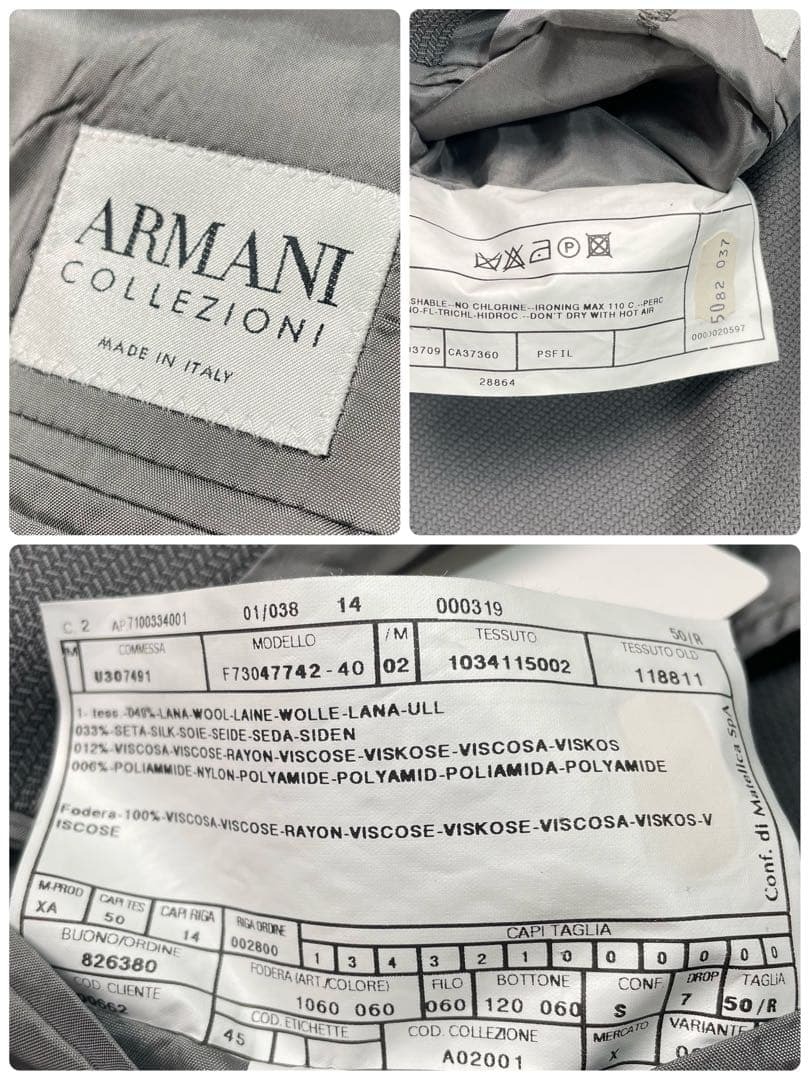 ARMANI
COLLEZIONI
MADE IN ITALY
SHABLE--NO CHLORINE--IRONING MAX 110 C.--PERC
NO-FL-TRICHL-HIDROC --DON'T DRY WITH HOT AIR
5082 037
0000020597
13709 CA37360 PSFIL
28864
C. 2 AP7100334001 01/038 14 000319 50/R
COMMESSA MODELLO /M TESSUTO TESSUTO OLD
U307491 F73047742-40 02 1034115002 118811
1- tess.-049%-LANA-WOOL-LAINE-WOLLE-LANA-ULL
033%-SETA-SILK-SOIE-SEIDE-SEDA-SIDEN
012%-VISCOSA-VISCOSE-RAYON-VISCOSE-VISKOSE-VISCOSA-VISKOS
006%-POLIAMMIDE-NYLON-POLYAMIDE-POLYAMID-POLIAMIDA-POLYAMIDE
Fodera-100%-VISCOSA-VISCOSE-RAYON-VISCOSE-VISKOSE-VISCOSA-VISKOS-V
ISCOSE
Conf. di Matelica SpA
M-PROD CAPI TES CAPI RIGA RIGA ORDINE CAPI TAGLIA
XA 50 14 002800 1 3 4 3 2 1 0 0 0 0 0 0
BUONO/ORDINE FODERA (ART./COLORE) FILO BOTTONE CONF. DROP TAGLIA
826380 1060 060 060 120 060 S 7 50/R
COD CLIENTE COD. ETICHETTE COD. COLLEZIONE MERCATO VARIANTE
00662 45 A02001 X